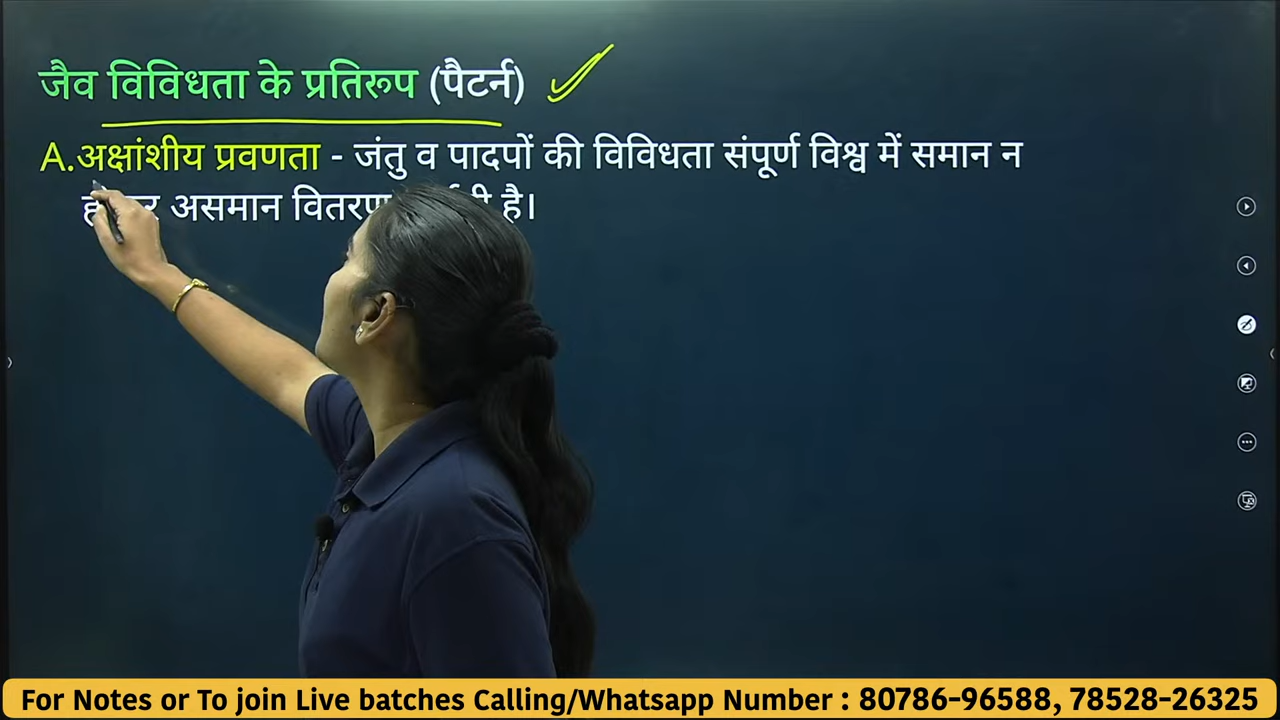 जैव विविधता के प्रतिरूप (पैटर्न)
A.अक्षांशीय प्रवणता - जंतु व पादपों की विविधता संपूर्ण विश्व में समान न
असमान वितरण है।
For Notes or To join Live batches Calling/Whatsapp Number : 80786-96588, 78528-26325